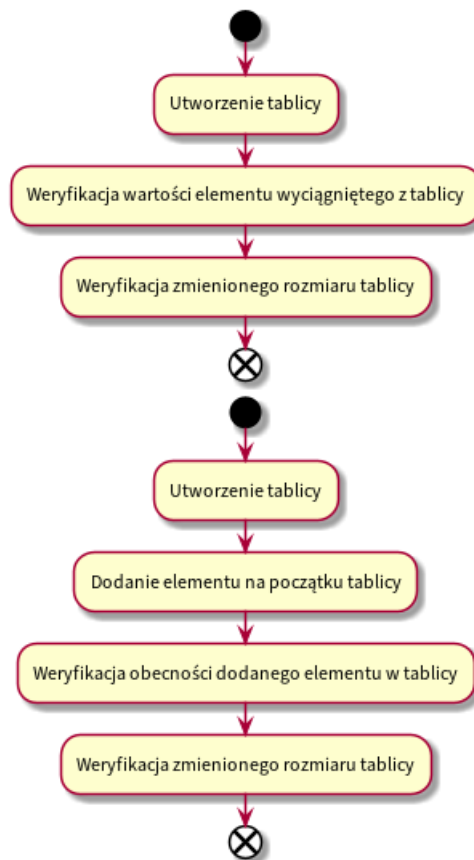 Utworzenie tablicy
Weryfikacja wartości elementu wyciągniętego z tablicy
Weryfikacja zmienionego rozmiaru tablicy
Utworzenie tablicy
Dodanie elementu na początku tablicy
Weryfikacja obecności dodanego elementu w tablicy
Weryfikacja zmienionego rozmiaru tablicy